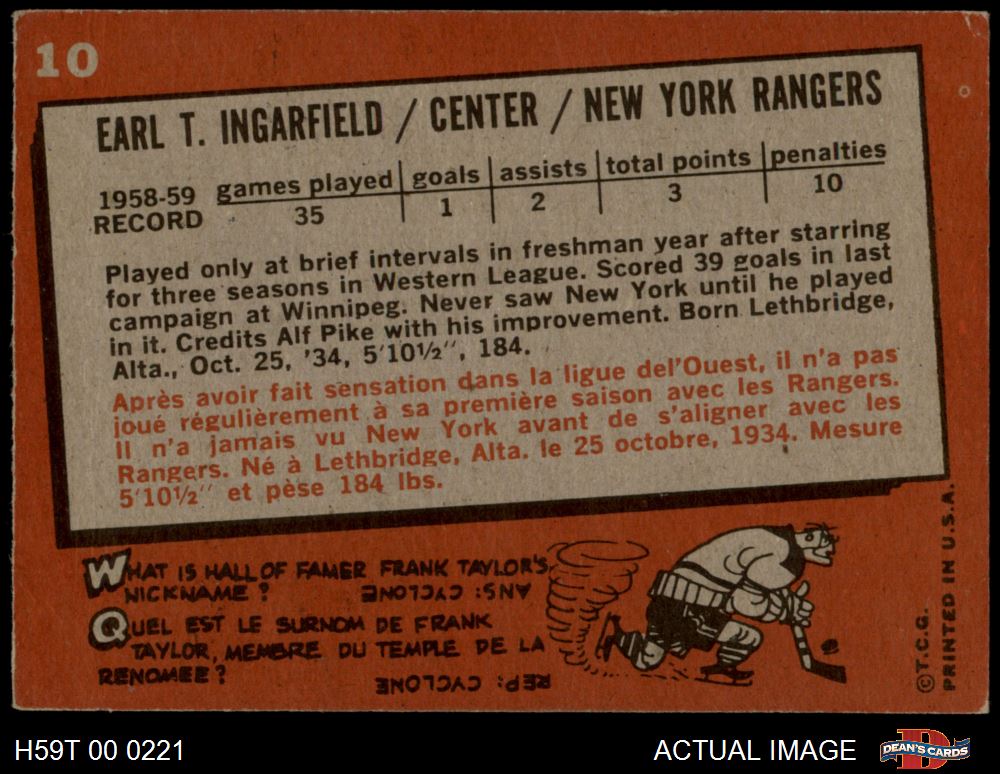 10
EARL T. INGARFIELD / CENTER / NEW YORK RANGERS
1958-59 RECORD | games played | goals | assists | total points | penalties
35 | 1 | 2 | 3 | 10
Played only at brief intervals in freshman year after starring
for three seasons in Western League. Scored 39 goals in last
campaign at Winnipeg. Never saw New York until he played
in it. Credits Alf Pike with his improvement. Born Lethbridge,
Alta., Oct. 25, '34, 5'10½", 184.
Après avoir fait sensation dans la ligue del'Ouest, il n'a pas
joué régulièrement à sa première saison avec les Rangers.
Il n'a jamais vu New York avant de s'aligner avec les
Rangers. Né à Lethbridge, Alta. le 25 octobre, 1934. Mesure
5'10½" et pèse 184 lbs.
WHAT IS HALL OF FAMER FRANK TAYLOR'S
NICKNAME? ANS: CYCLONE
QUEL EST LE SURNOM DE FRANK
TAYLOR, MEMBRE DU TEMPLE DE LA
RENOMEE? REP: CYCLONE
© T.C.G.
PRINTED IN U.S.A.
H59T 00 0221
ACTUAL IMAGE
DEAN'S CARDS